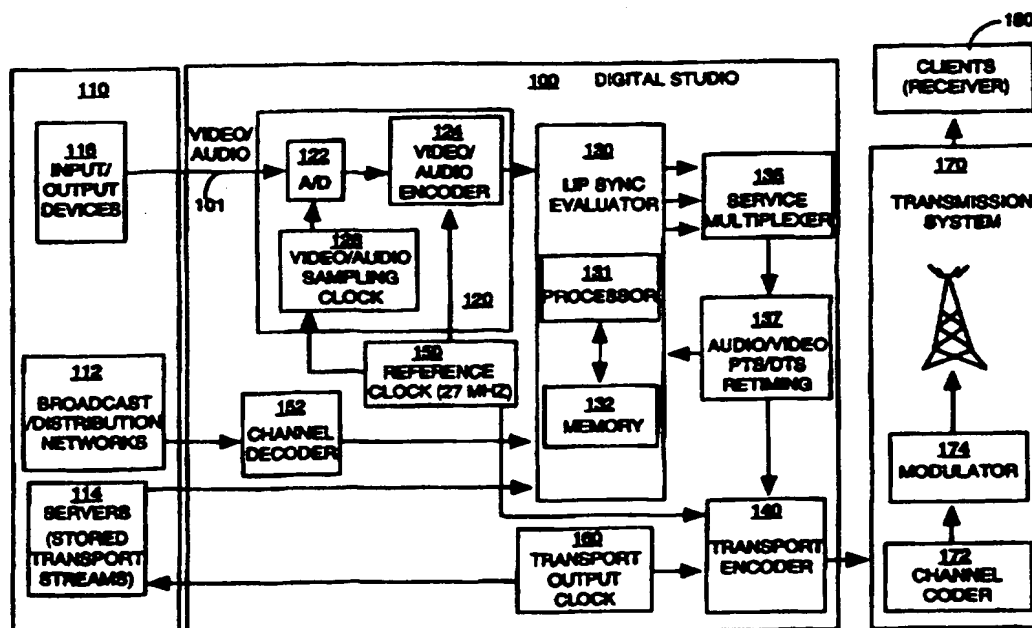 180
CLIENTS
(RECEIVER)
110
100 DIGITAL STUDIO
116
INPUT/
OUTPUT
DEVICES
VIDEO/
AUDIO
101
122
A/D
124
VIDEO/
AUDIO
ENCODER
VIDEO/AUDIO
SAMPLING
CLOCK
120
130
LIP SYNC
EVALUATOR
131
PROCESSOR
132
MEMORY
SERVICE
MULTIPLEXER
137
AUDIO/VIDEO
PTS/DTS
RETIMING
150
REFERENCE
CLOCK (27 MHZ)
112
BROADCAST
/DISTRIBUTION
NETWORKS
152
CHANNEL
DECODER
114
SERVERS
(STORED
TRANSPORT
STREAMS)
160
TRANSPORT
OUTPUT
CLOCK
140
TRANSPORT
ENCODER
170
TRANSMISSION
SYSTEM
174
MODULATOR
172
CHANNEL
CODER